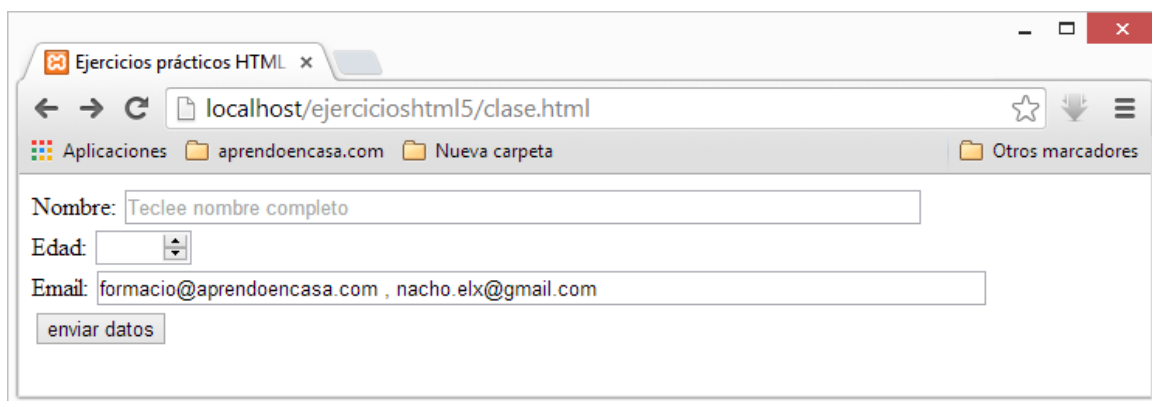 Ejercicios prácticos HTML
localhost/ejercicioshtml5/clase.html
Aplicaciones aprendoencasa.com Nueva carpeta Otros marcadores
Nombre: Teclee nombre completo
Edad:
Email: formacio@aprendoencasa.com , nacho.elx@gmail.com
enviar datos